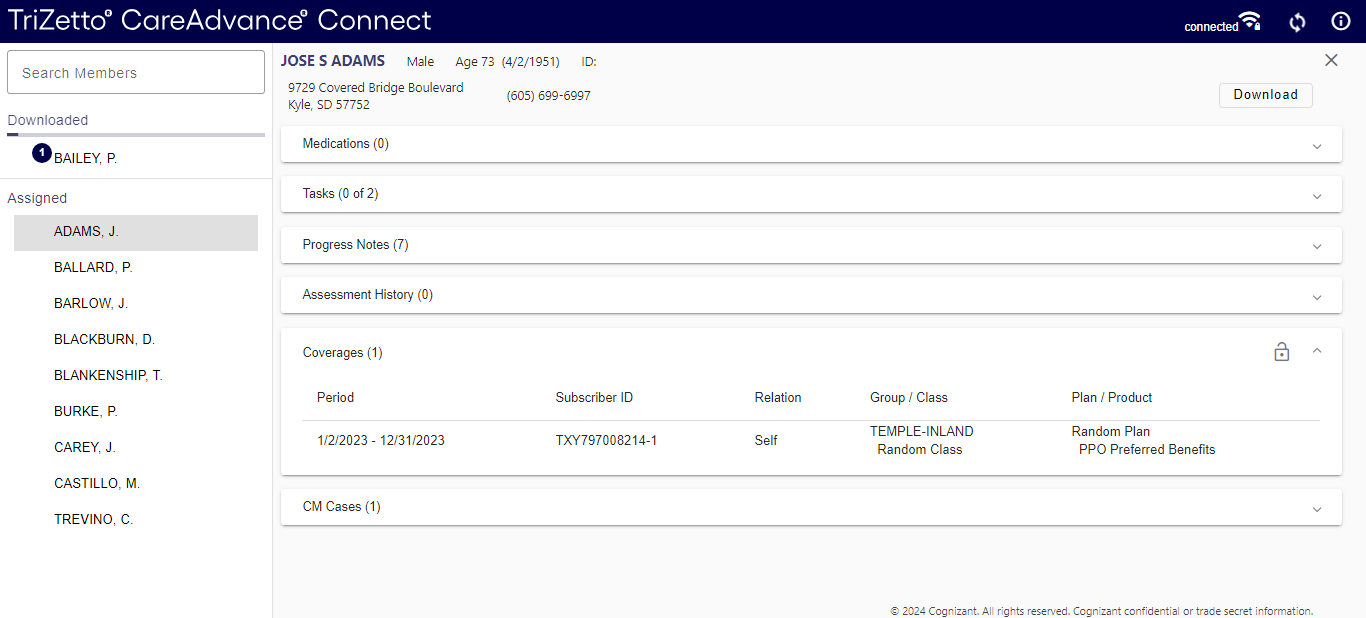 TriZetto® CareAdvance® Connect
connected
Search Members
Downloaded
1 BAILEY, P.
Assigned
ADAMS, J.
BALLARD, P.
BARLOW, J.
BLACKBURN, D.
BLANKENSHIP, T.
BURKE, P.
CAREY, J.
CASTILLO, M.
TREVINO, C.
JOSE S ADAMS Male Age 73 (4/2/1951) ID:
9729 Covered Bridge Boulevard
Kyle, SD 57752
(605) 699-6997
Download
Medications (0)
Tasks (0 of 2)
Progress Notes (7)
Assessment History (0)
Coverages (1)
Period Subscriber ID Relation Group / Class Plan / Product
1/2/2023 - 12/31/2023 TXY797008214-1 Self TEMPLE-INLAND Random Plan
Random Class PPO Preferred Benefits
CM Cases (1)
© 2024 Cognizant. All rights reserved. Cognizant confidential or trade secret information.